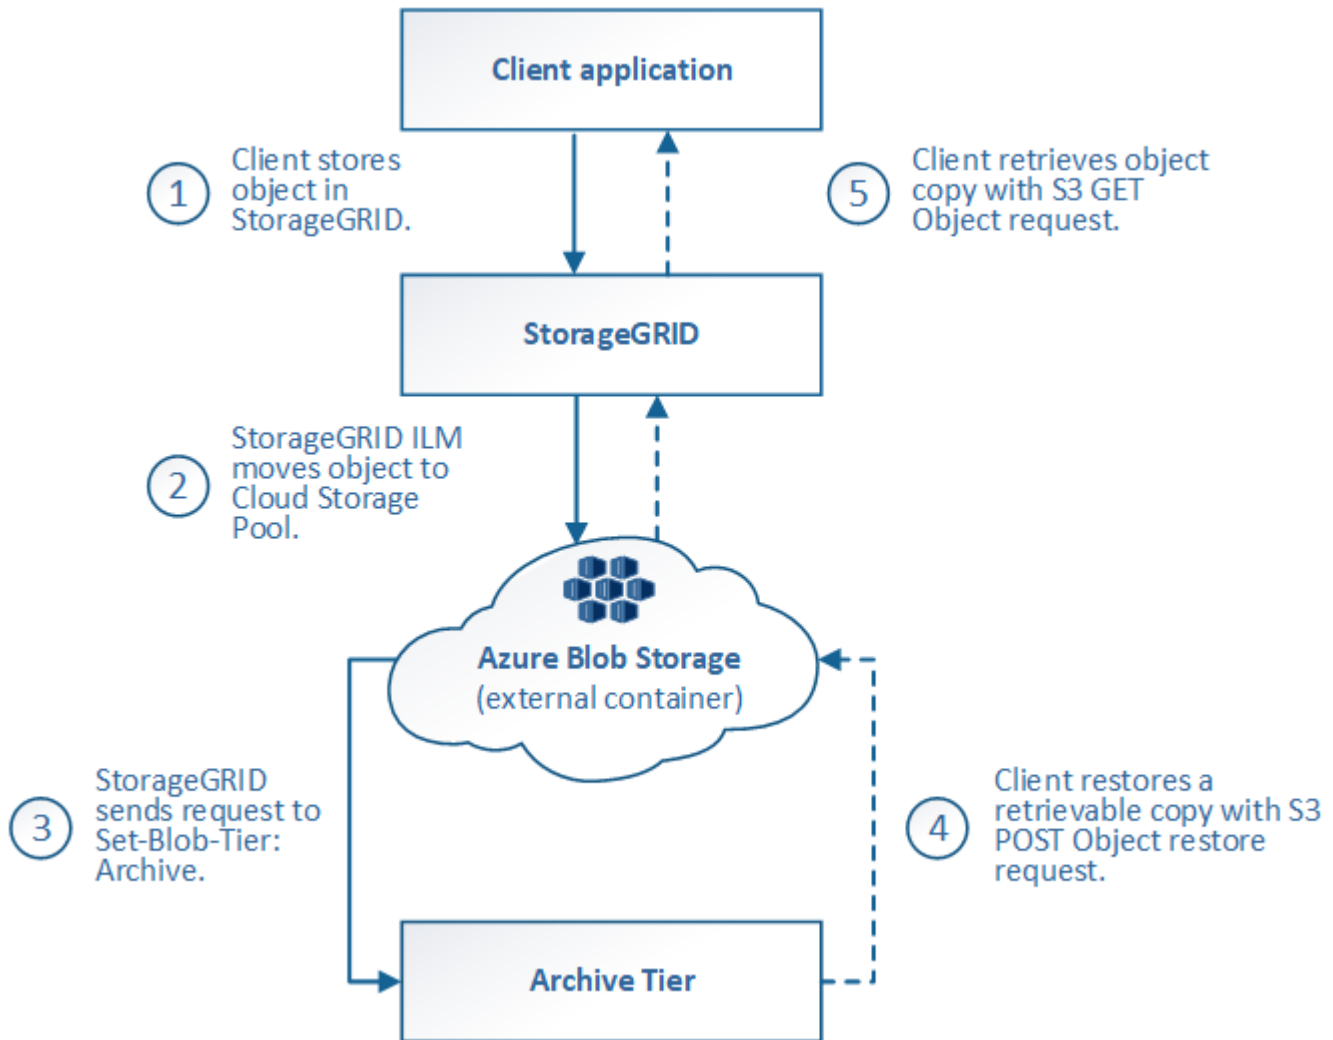 Client application
1
Client stores
object in
StorageGRID.
5
Client retrieves object
copy with S3 GET
Object request.
StorageGRID
2
StorageGRID ILM
moves object to
Cloud Storage
Pool.
Azure Blob Storage
(external container)
3
StorageGRID
sends request to
Set-Blob-Tier:
Archive.
4
Client restores a
retrievable copy with S3
POST Object restore
request.
Archive Tier